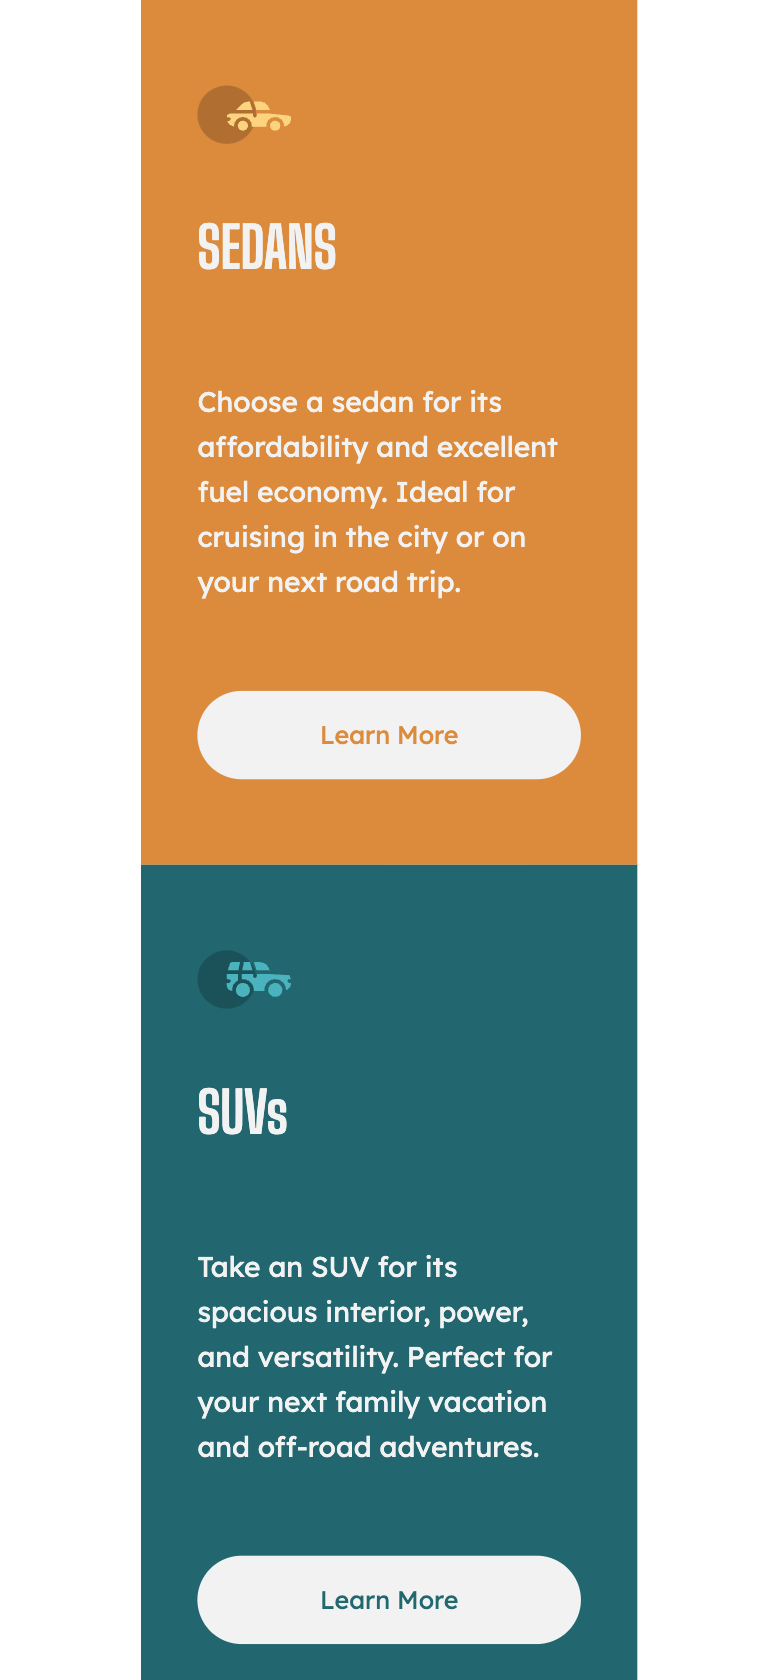 SEDANS
Choose a sedan for its
affordability and excellent
fuel economy. Ideal for
cruising in the city or on
your next road trip.
Learn More
SUVs
Take an SUV for its
spacious interior, power,
and versatility. Perfect for
your next family vacation
and off-road adventures.
Learn More